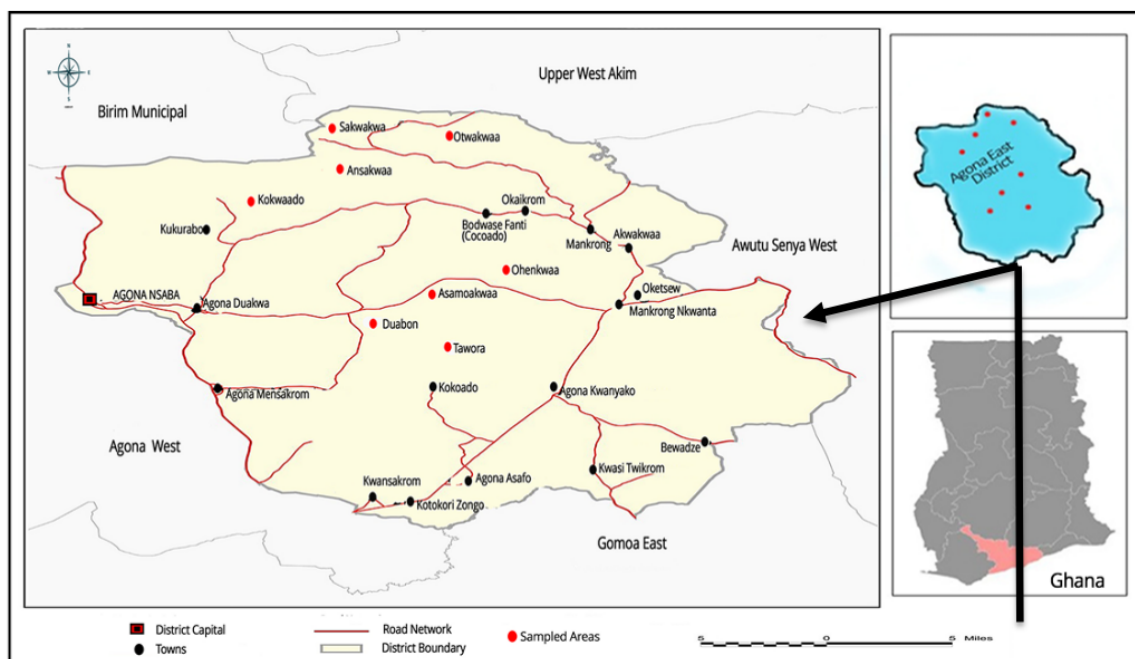 N
W
E
S
Upper West Akim
Birim Municipal
Sakwakwa
Otwakwaa
Ansakwaa
Kokwaado
Okaikrom
Kukurabo
Bodwase Fanti
(Cocoado)
Mankrong
Akwakwaa
Awutu Senya West
Ohenkwaa
AGONA NSABA
Agona Duakwa
Asamoakwaa
Oketsew
Mankrong Nkwanta
Duabon
Tawora
Agona Mensakrom
Kokoado
Agona Kwanyako
Agona West
Bewadze
Kwansakrom
Agona Asafo
Kwasi Twikrom
Kotokori Zongo
Gomoa East
Agona East
District
Ghana
District Capital
Road Network
Sampled Areas
Towns
District Boundary
5
0
5
Miles